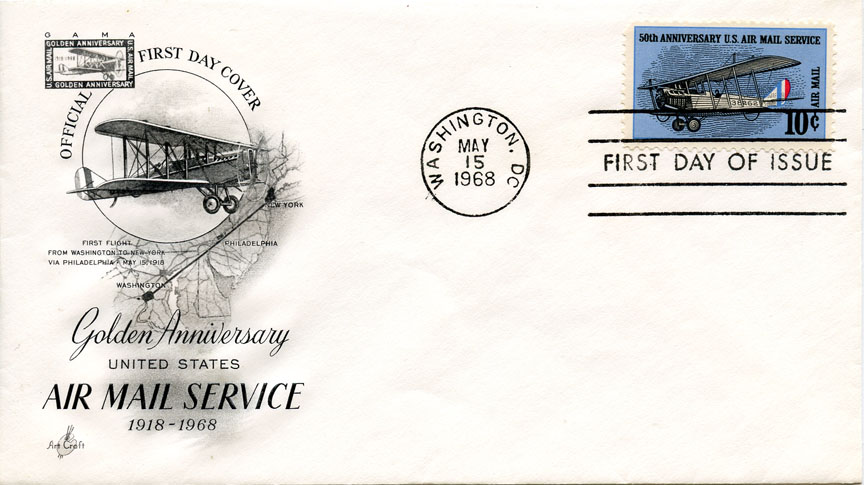 G A M A
GOLDEN ANNIVERSARY
U.S. AIR MAIL
1918-1968
U.S. AIR MAIL
GOLDEN ANNIVERSARY
OFFICIAL FIRST DAY COVER
NEW YORK
PHILADELPHIA
FIRST FLIGHT
FROM WASHINGTON TO NEW YORK
VIA PHILADELPHIA • MAY 15, 1918
WASHINGTON
Golden Anniversary
UNITED STATES
AIR MAIL SERVICE
1918-1968
Art Craft
WASHINGTON, DC
MAY
15
1968
50th ANNIVERSARY U.S. AIR MAIL SERVICE
38262
AIR MAIL
10¢
FIRST DAY OF ISSUE